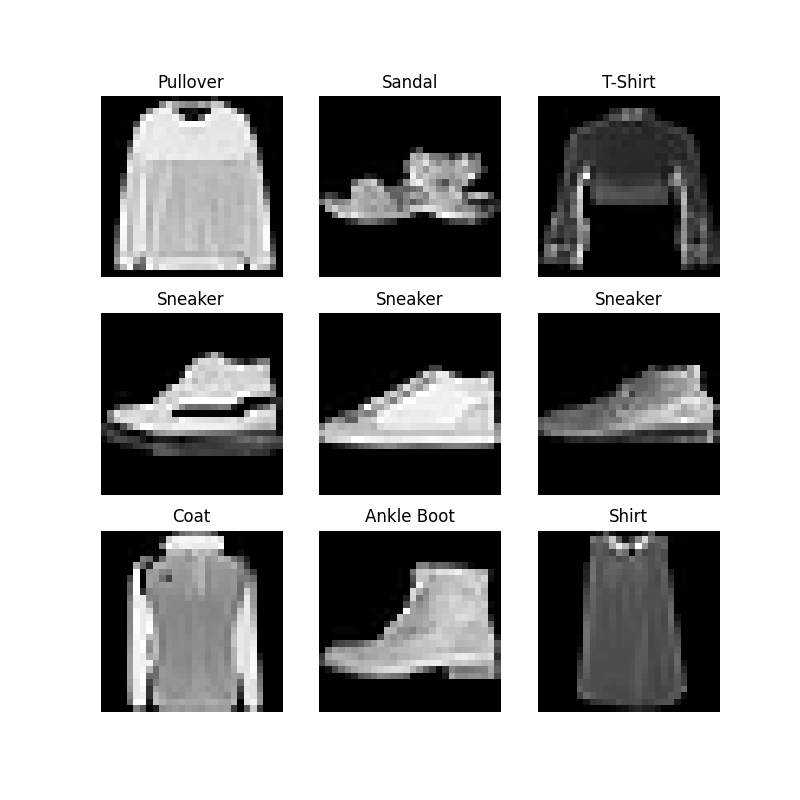 Pullover
Sandal
T-Shirt
Sneaker
Sneaker
Sneaker
Coat
Ankle Boot
Shirt